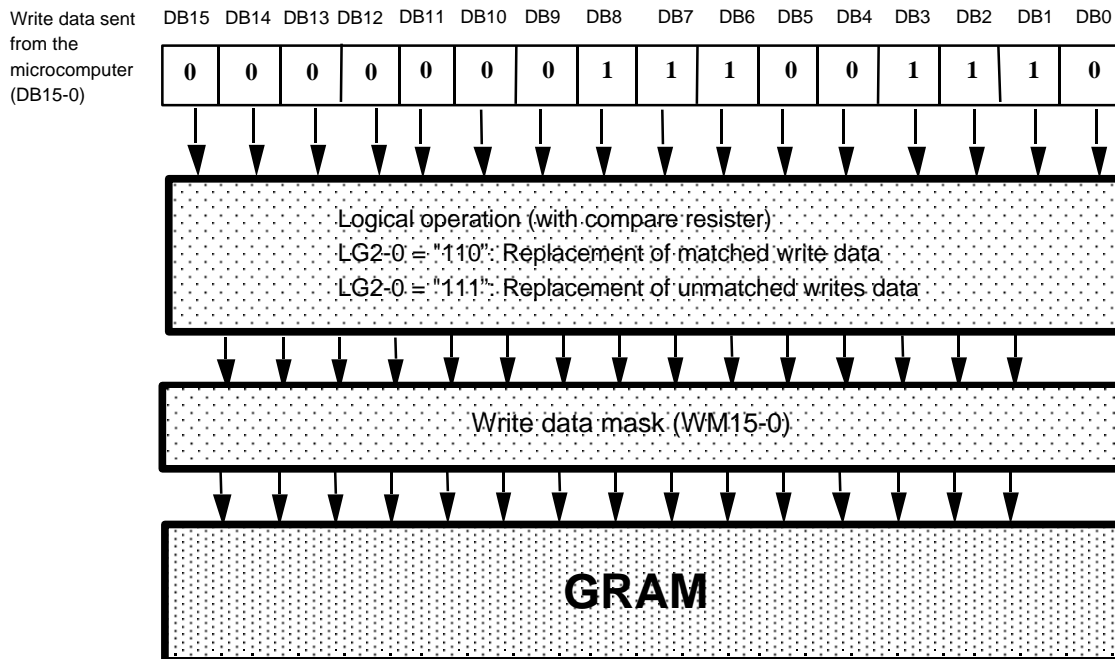 Write data sent
from the
microcomputer
(DB15-0)
DB15 DB14 DB13 DB12 DB11 DB10 DB9 DB8 DB7 DB6 DB5 DB4 DB3 DB2 DB1 DB0
0 0 0 0 0 0 0 1 1 1 0 0 1 1 1 0
Logical operation (with compare resister)
LG2-0 = "110": Replacement of matched write data
LG2-0 = "111": Replacement of unmatched writes data
Write data mask (WM15-0)
GRAM